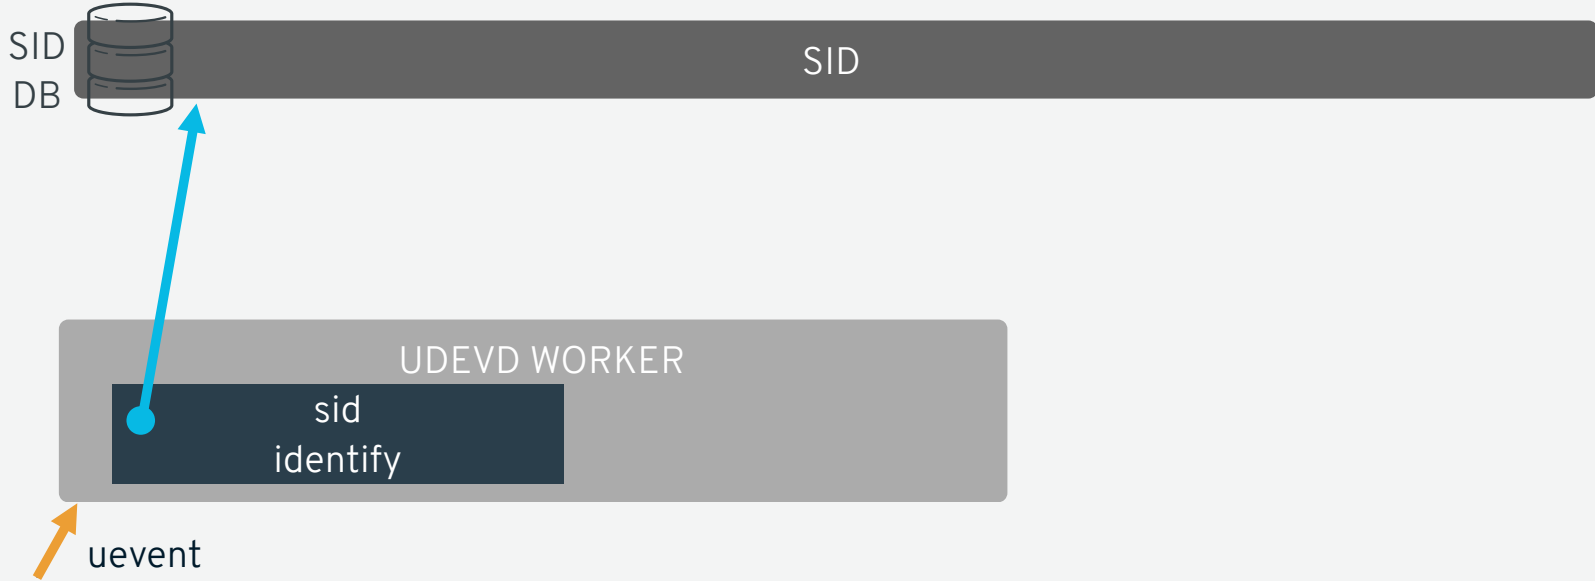 SID
DB
SID
UDEVD WORKER
sid
identify
uevent